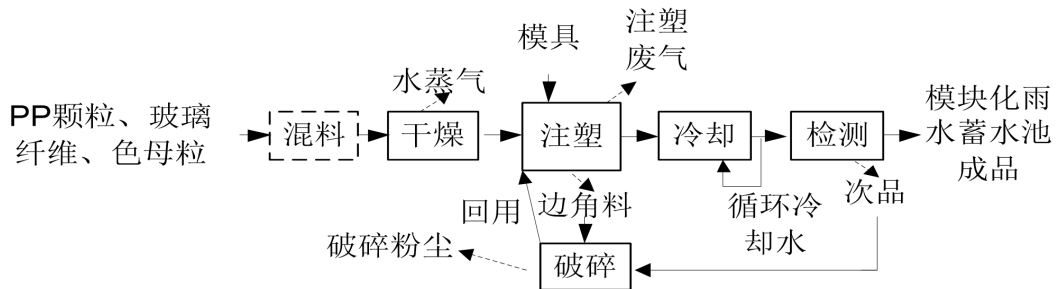 模具
注塑
废气
水蒸气
PP颗粒、玻璃
纤维、色母粒
混料
干燥
注塑
冷却
检测
模块化雨
水蓄水池
成品
回用
边角料
循环冷
却水
次品
破碎粉尘
破碎